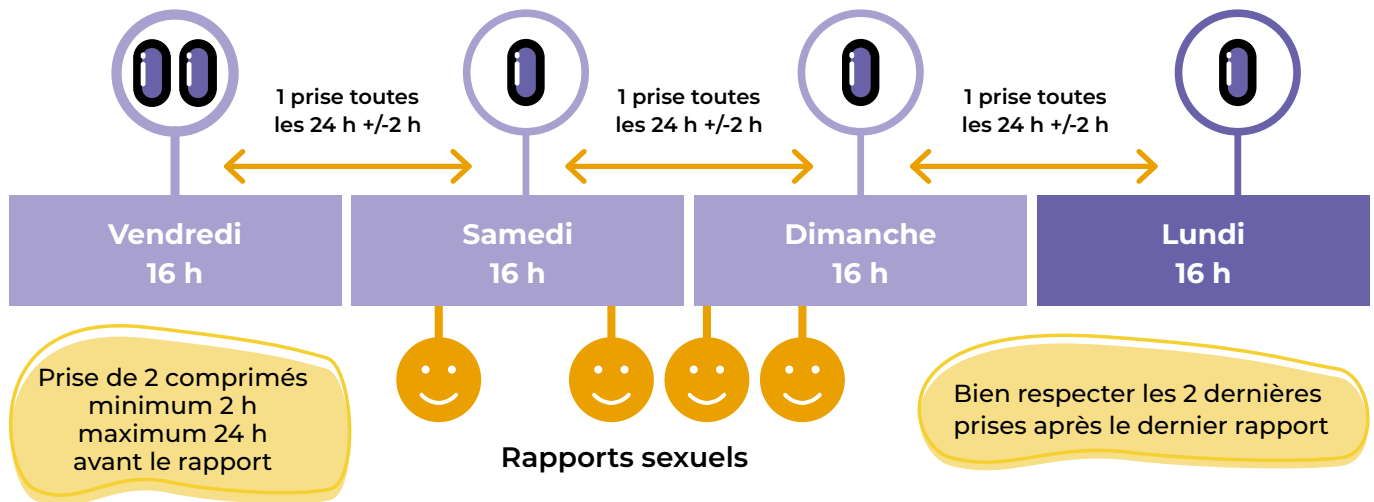 1 prise toutes
les 24 h +/-2 h
1 prise toutes
les 24 h +/-2 h
1 prise toutes
les 24 h +/-2 h
Vendredi
16 h
Samedi
16 h
Dimanche
16 h
Lundi
16 h
Prise de 2 comprimés
minimum 2 h
maximum 24 h
avant le rapport
Rapports sexuels
Bien respecter les 2 dernières
prises après le dernier rapport